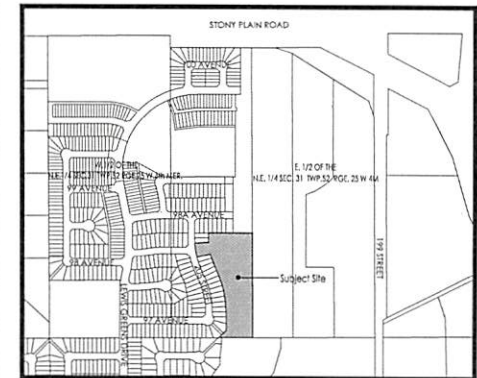 STONY PLAIN ROAD
103 AVENUE
W. 1/2 OF THE
N.E. 1/4 SEC. 31 TWP. 52 RGE. 25 W. 4th MER.
E. 1/2 OF THE
N.E. 1/4 SEC. 31 TWP. 52 RGE. 25 W 4M
99 AVENUE
98A AVENUE
199 STREET
98 AVENUE
Subject Site
LEWIS GREENS DRIVE
97 AVENUE